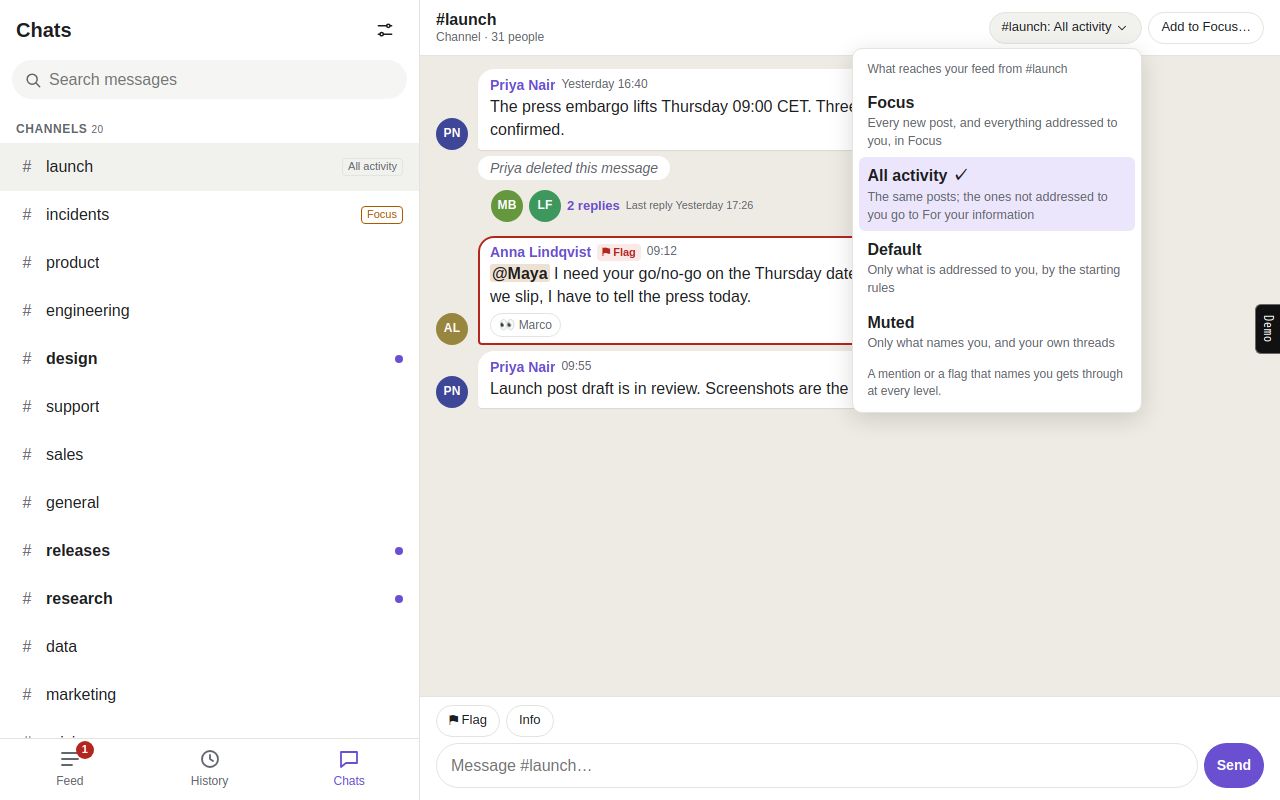 Chats
Search messages
CHANNELS 20
# launch All activity
# incidents Focus
# product
# engineering
# design
# support
# sales
# general
# releases
# research
# data
# marketing
1
Feed
History
Chats
#launch
Channel · 31 people
#launch: All activity
Add to Focus…
Priya Nair Yesterday 16:40
The press embargo lifts Thursday 09:00 CET. Three
confirmed.
PN
Priya deleted this message
MB LF 2 replies Last reply Yesterday 17:26
Anna Lindqvist Flag 09:12
@Maya I need your go/no-go on the Thursday date
we slip, I have to tell the press today.
👀 Marco
AL
Priya Nair 09:55
Launch post draft is in review. Screenshots are the
PN
What reaches your feed from #launch
Focus
Every new post, and everything addressed to
you, in Focus
All activity ✓
The same posts; the ones not addressed to
you go to For your information
Default
Only what is addressed to you, by the starting
rules
Muted
Only what names you, and your own threads
A mention or a flag that names you gets through
at every level.
Demo
Flag
Info
Message #launch…
Send